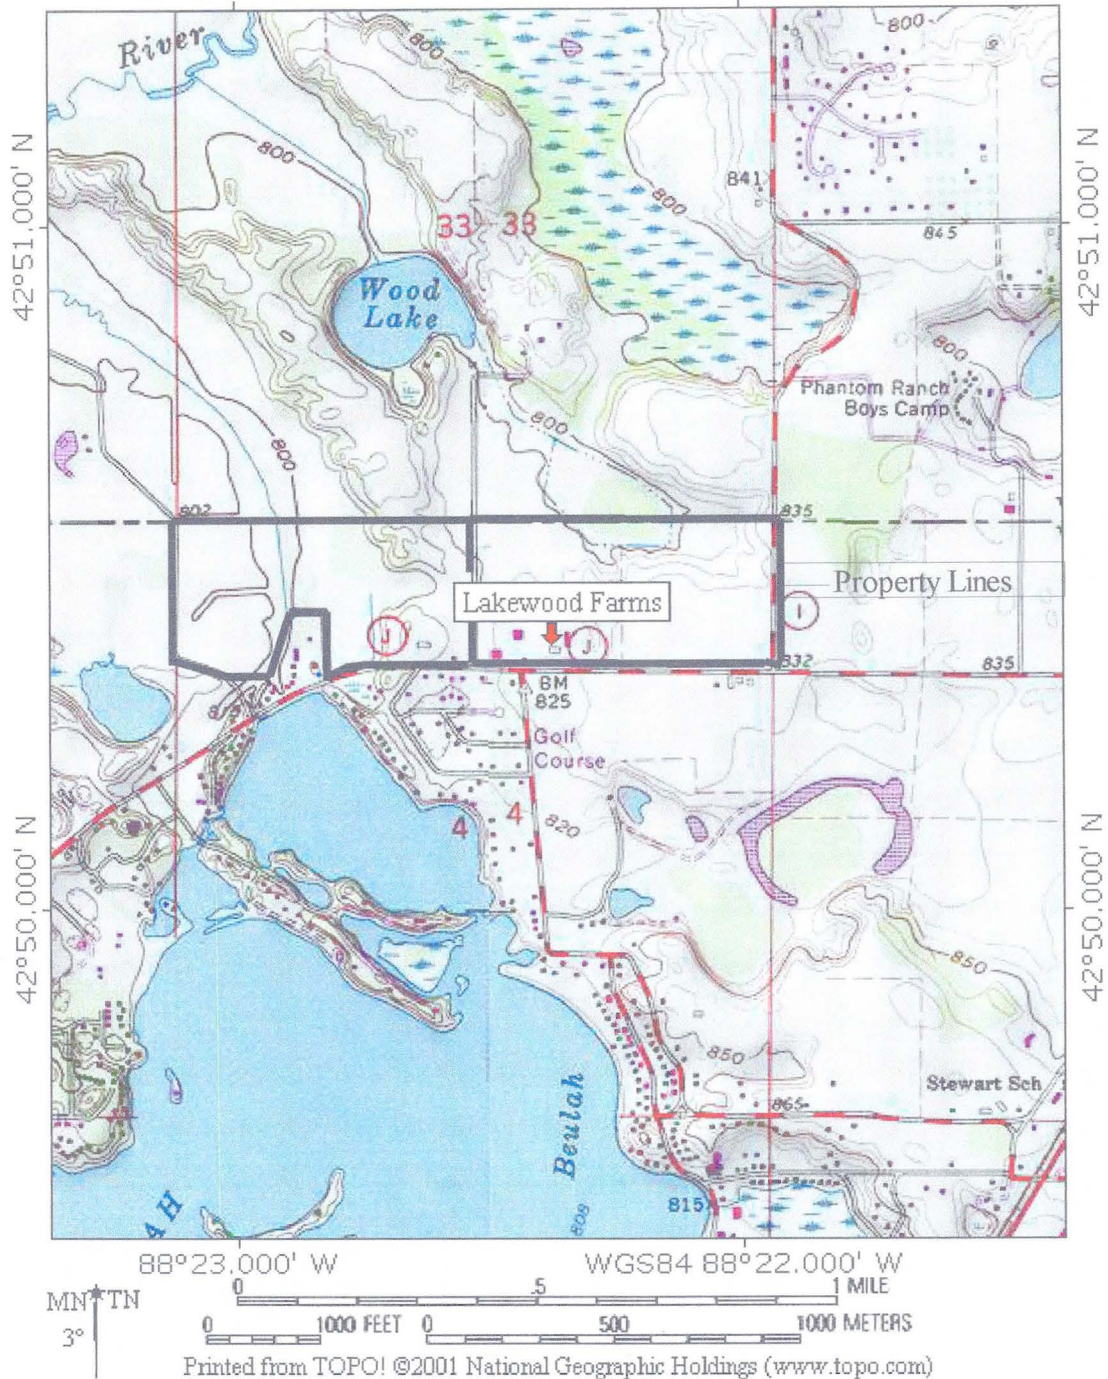 River
800
800
800
841
845
42°51.000' N
42°51.000' N
800
33
33
800
Wood
Lake
800
Phantom Ranch
Boys Camp
800
800
802
835
Property Lines
Lakewood Farms
I
J
J
832
835
BM
825
Golf
Course
4
4
820
42°50.000' N
42°50.000' N
850
850
Stewart Sch
865
Beulah
808
815
AH
88°23.000' W
WGS84 88°22.000' W
MN TN
3°
0 .5 1 MILE
0 1000 FEET 0 500 1000 METERS
Printed from TOPO! ©2001 National Geographic Holdings (www.topo.com)